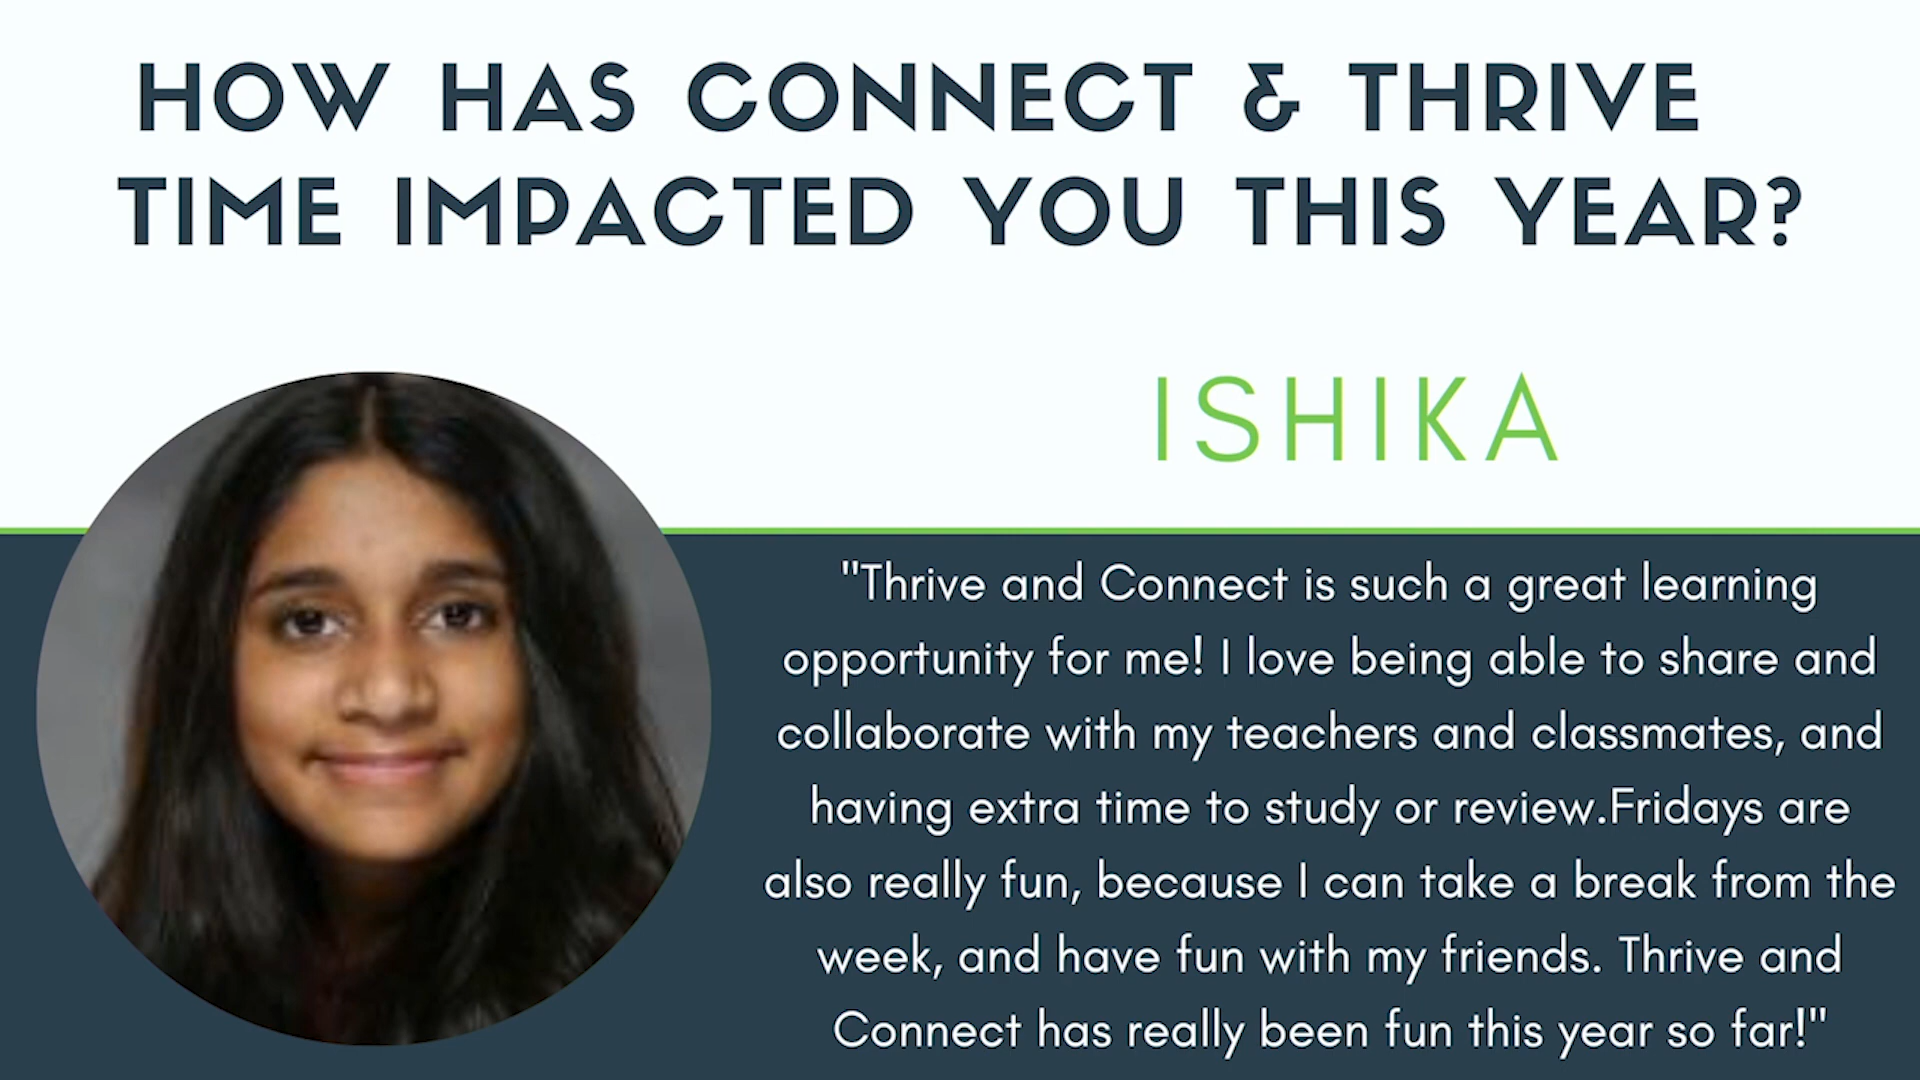 HOW HAS CONNECT & THRIVE
TIME IMPACTED YOU THIS YEAR?
ISHIKA
"Thrive and Connect is such a great learning
opportunity for me! I love being able to share and
collaborate with my teachers and classmates, and
having extra time to study or review.Fridays are
also really fun, because I can take a break from the
week, and have fun with my friends. Thrive and
Connect has really been fun this year so far!"